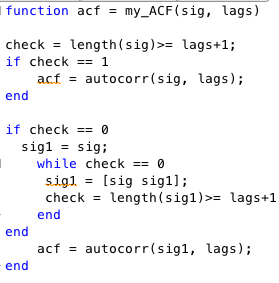 function acf = my_ACF(sig, lags)
check = length(sig)>= lags+1;
if check == 1
acf = autocorr(sig, lags);
end
if check == 0
sig1 = sig;
while check == 0
sig1 = [sig sig1];
check = length(sig1)>= lags+1
end
end
acf = autocorr(sig1, lags);
end